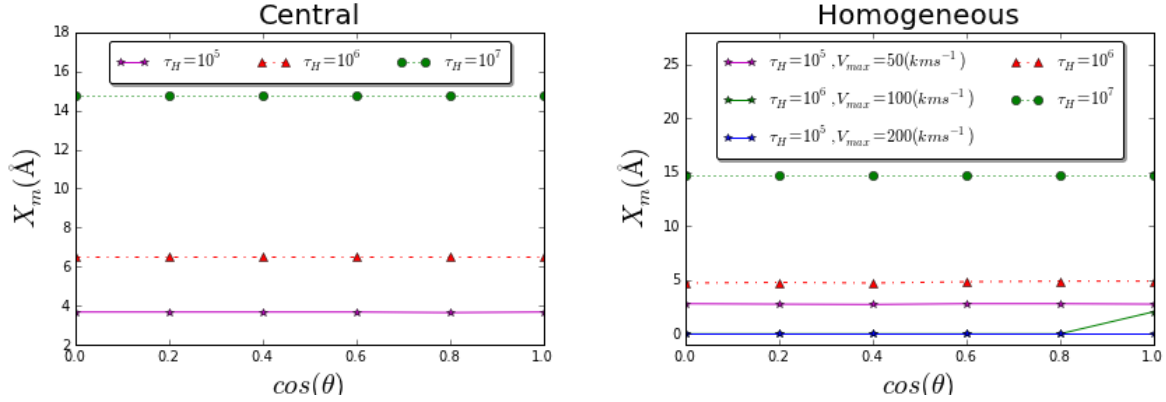 Central
18
16
14
12
10
8
6
4
2
0.0 0.2 0.4 0.6 0.8 1.0
X_m(Å)
cos(θ)
τ_H=10^5 τ_H=10^6 τ_H=10^7
Homogeneous
25
20
15
10
5
0
0.0 0.2 0.4 0.6 0.8 1.0
X_m(Å)
cos(θ)
τ_H=10^5 ,V_max=50(kms^−1) τ_H=10^6
τ_H=10^6 ,V_max=100(kms^−1) τ_H=10^7
τ_H=10^5 ,V_max=200(kms^−1)